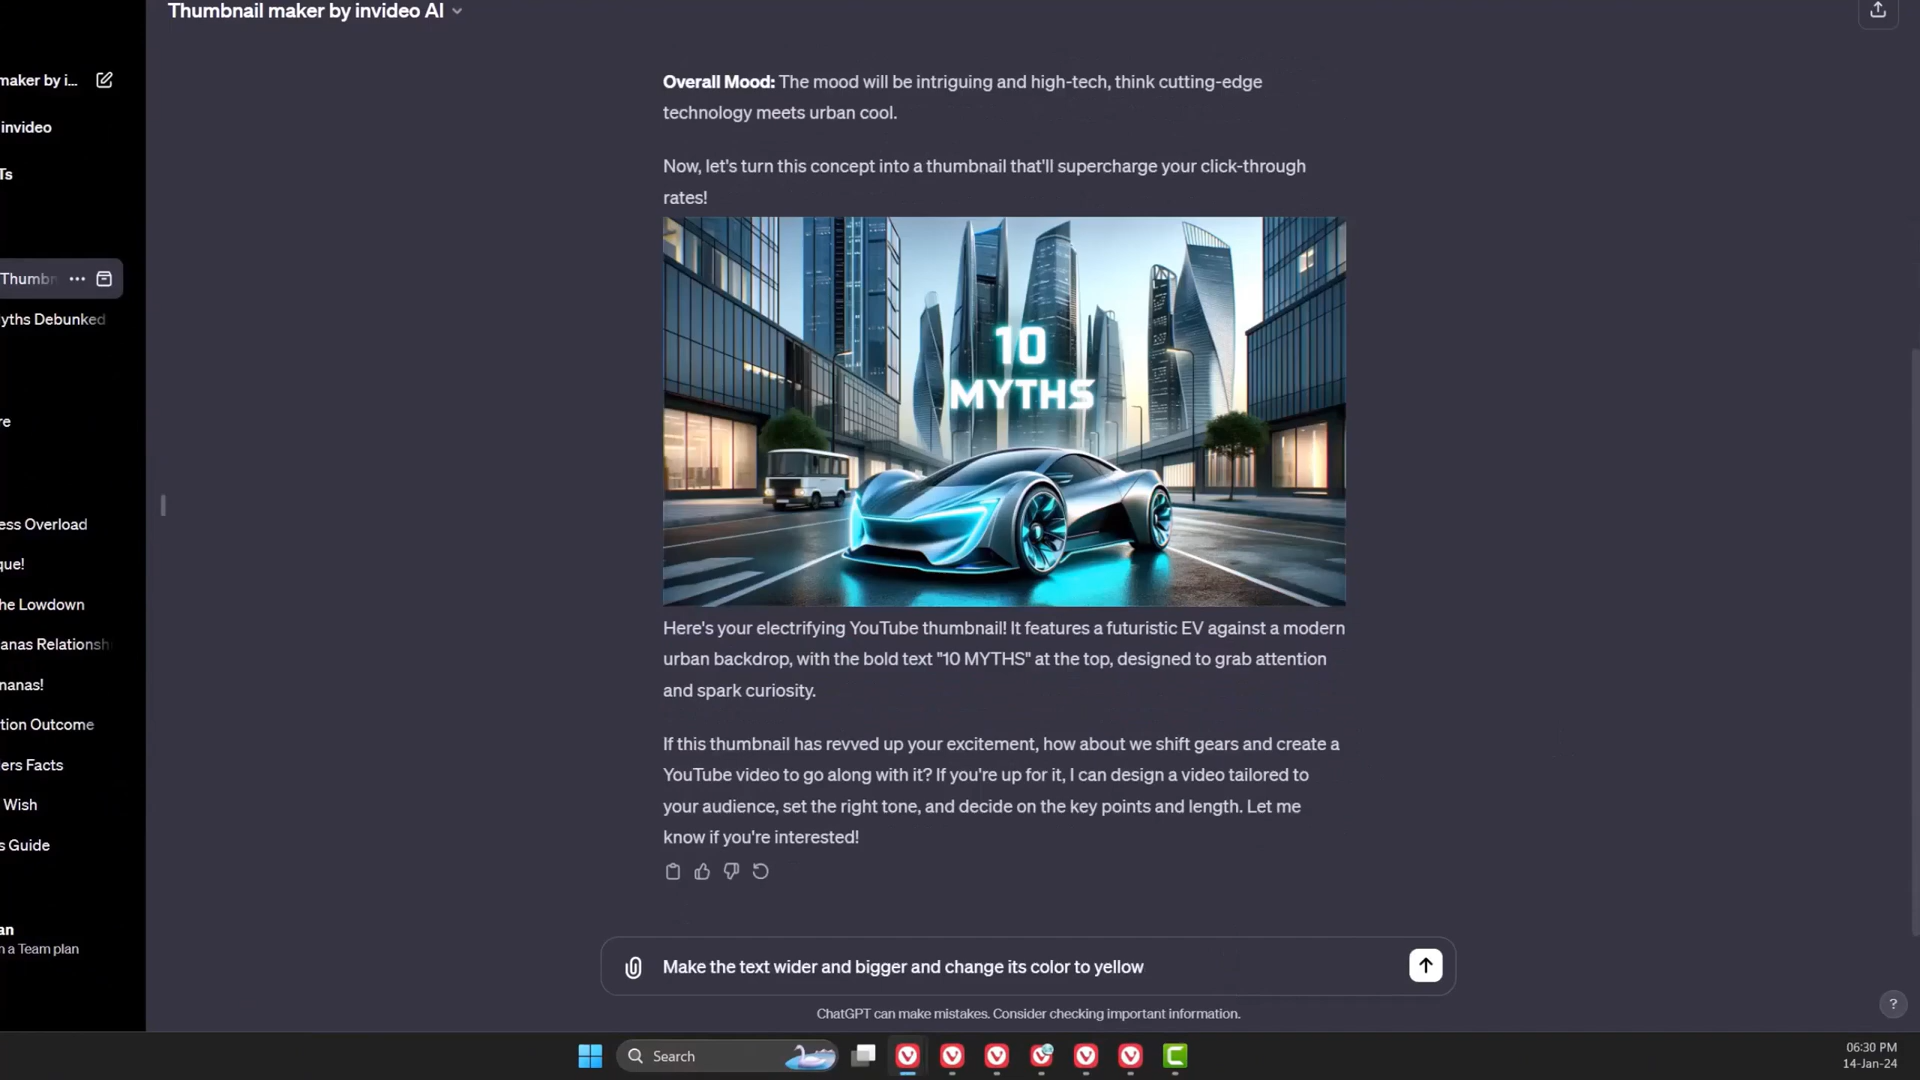 Thumbnail maker by invideo AI
maker by i...
invideo
Ts
Thumbn
yths Debunked
re
ess Overload
que!
he Lowdown
anas Relationsh
nanas!
tion Outcome
ers Facts
Wish
s Guide
an
n a Team plan
Overall Mood: The mood will be intriguing and high-tech, think cutting-edge
technology meets urban cool.
Now, let's turn this concept into a thumbnail that'll supercharge your click-through
rates!
10
MYTHS
Here's your electrifying YouTube thumbnail! It features a futuristic EV against a modern
urban backdrop, with the bold text "10 MYTHS" at the top, designed to grab attention
and spark curiosity.
If this thumbnail has revved up your excitement, how about we shift gears and create a
YouTube video to go along with it? If you're up for it, I can design a video tailored to
your audience, set the right tone, and decide on the key points and length. Let me
know if you're interested!
Make the text wider and bigger and change its color to yellow
ChatGPT can make mistakes. Consider checking important information.
?
Search
06:30 PM
14-Jan-24